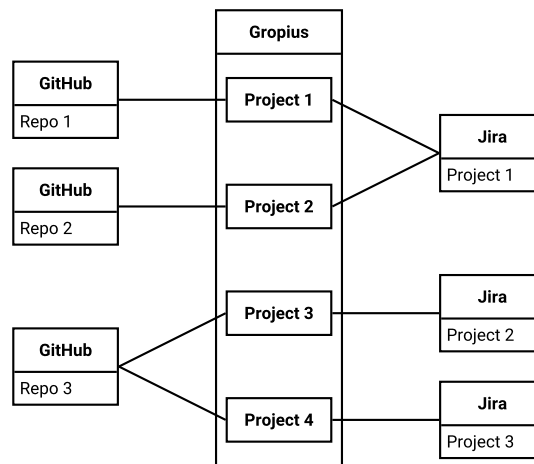 Gropius
GitHub
Repo 1
Project 1
Jira
Project 1
GitHub
Repo 2
Project 2
Jira
Project 2
Project 3
GitHub
Repo 3
Project 4
Jira
Project 3